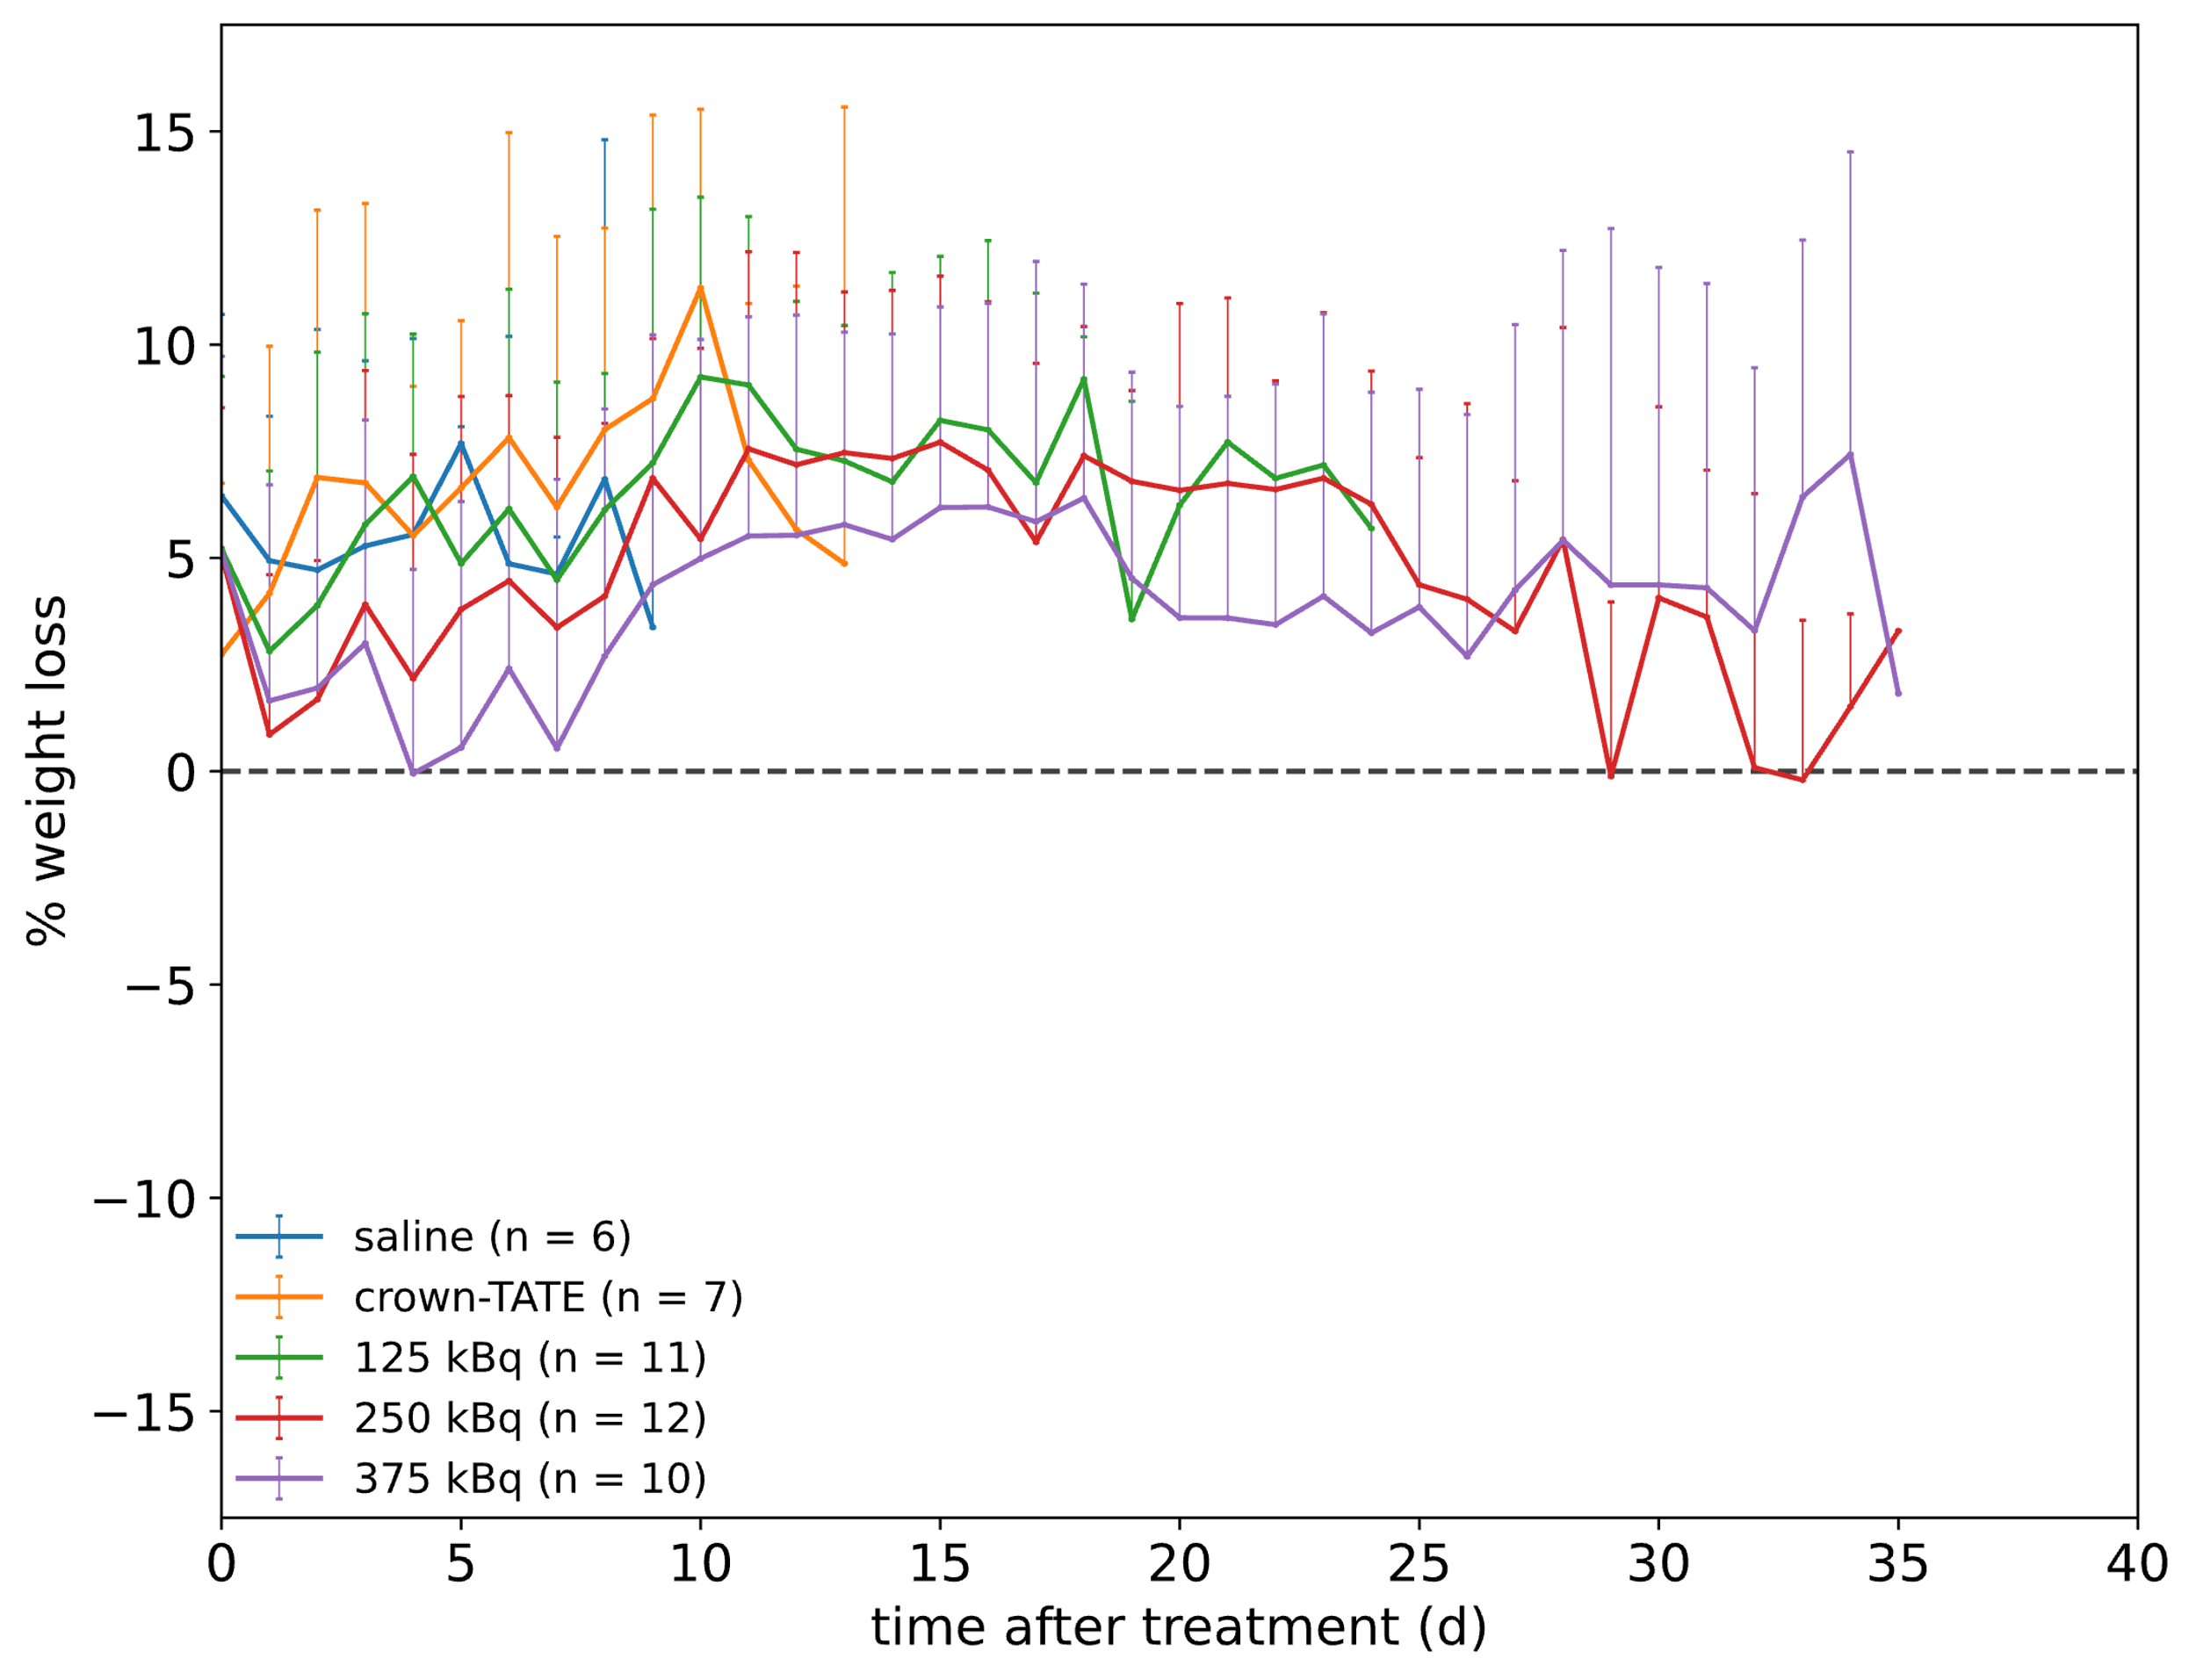 % weight loss
15
10
5
0
−5
−10
−15
saline (n = 6)
crown-TATE (n = 7)
125 kBq (n = 11)
250 kBq (n = 12)
375 kBq (n = 10)
0 5 10 15 20 25 30 35 40
time after treatment (d)